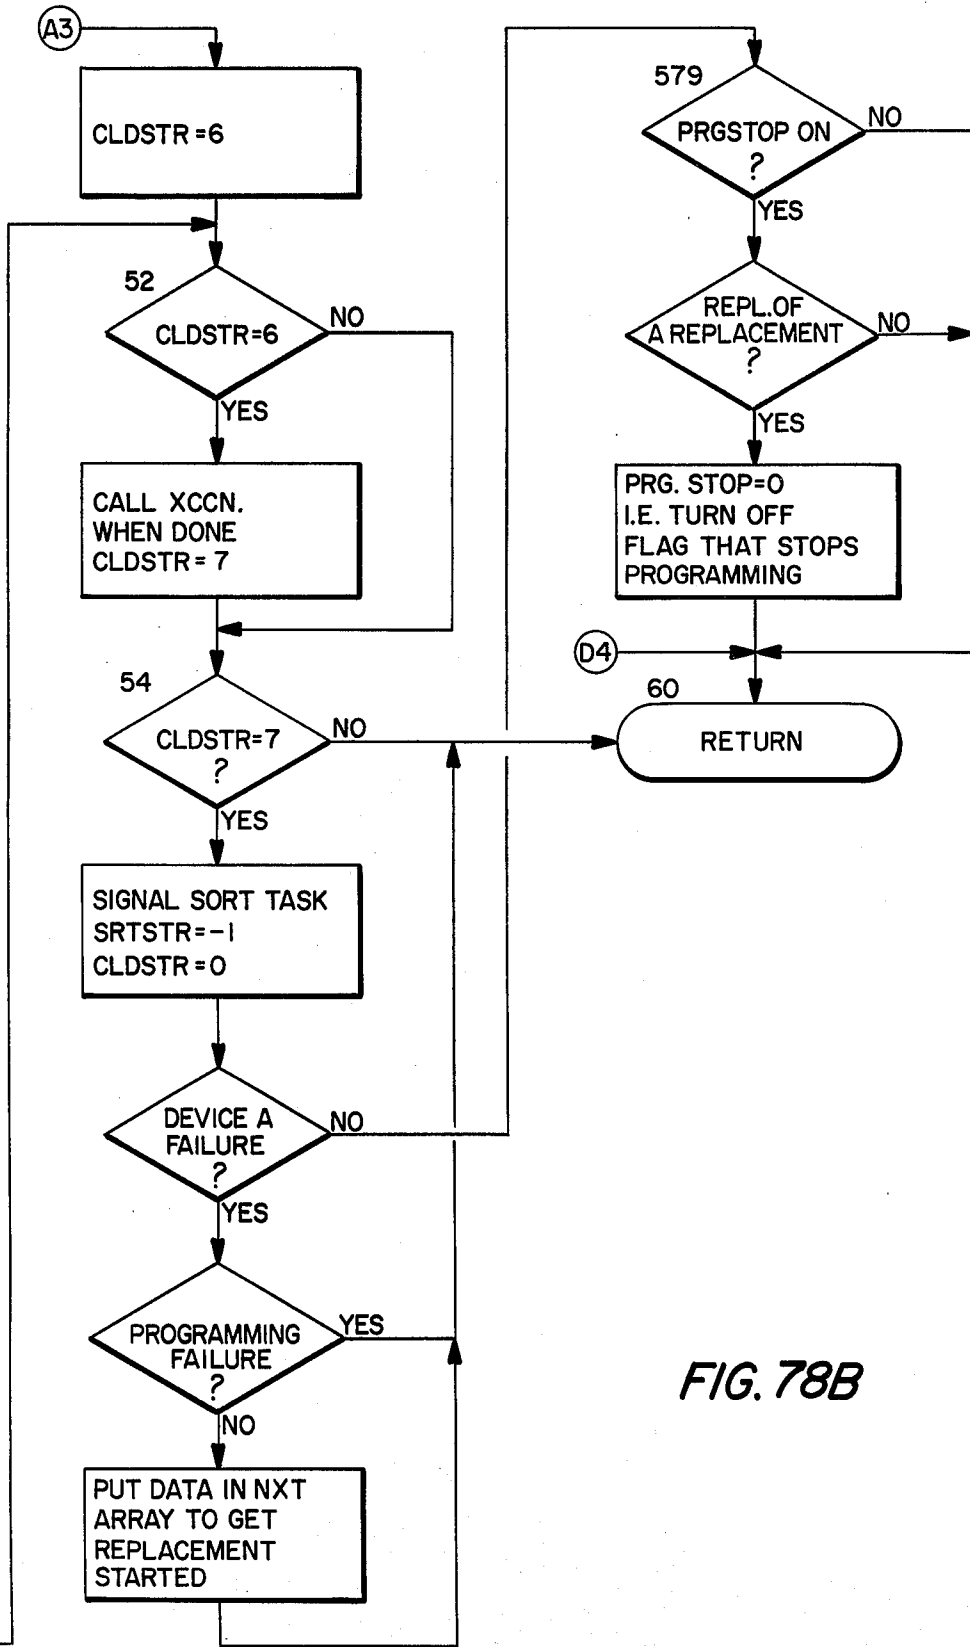 A3
CLDSTR=6
52
CLDSTR=6
NO
YES
CALL XCCN.
WHEN DONE
CLDSTR=7
54
CLDSTR=7
?
NO
YES
SIGNAL SORT TASK
SRTSTR=-1
CLDSTR=0
DEVICE A
FAILURE
?
NO
YES
PROGRAMMING
FAILURE
?
YES
NO
PUT DATA IN NXT
ARRAY TO GET
REPLACEMENT
STARTED
579
PRGSTOP ON
?
NO
YES
REPL.OF
A REPLACEMENT
?
NO
YES
PRG. STOP=0
I.E. TURN OFF
FLAG THAT STOPS
PROGRAMMING
D4
60
RETURN
FIG. 78B